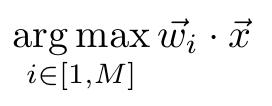 arg max w⃗ᵢ · x⃗
i∈[1,M]